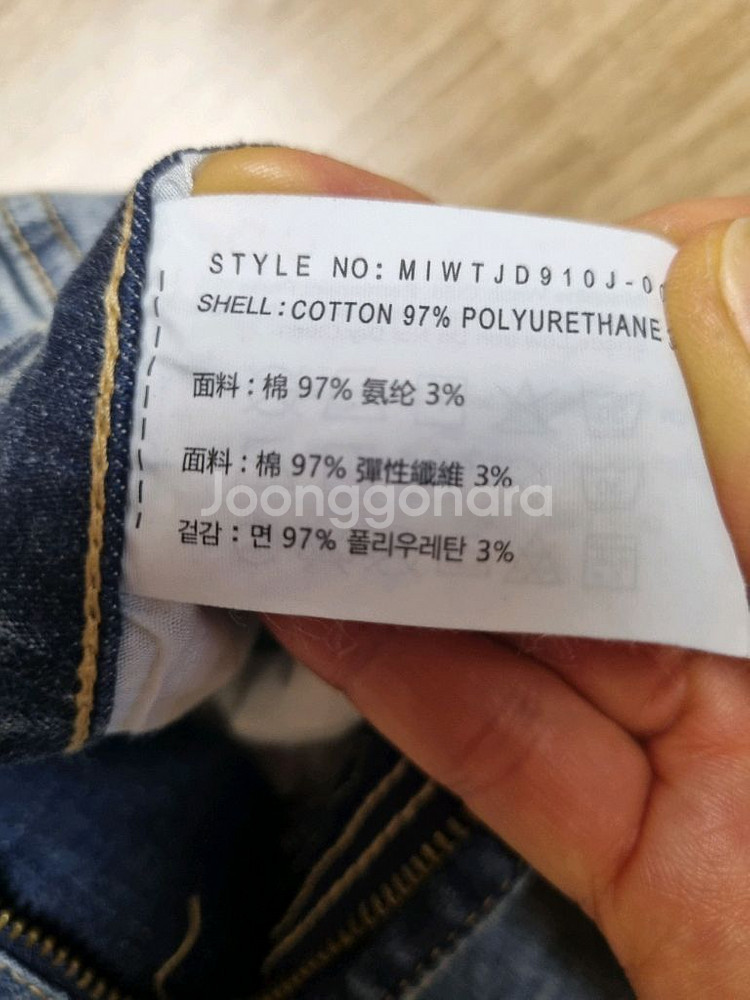 STYLE NO: MIWTJD910J-0
SHELL : COTTON 97% POLYURETHANE
面料 : 棉 97% 氨纶 3%
面料 : 棉 97% 彈性纖維 3%
Joonggonara
겉감 : 면 97% 폴리우레탄 3%